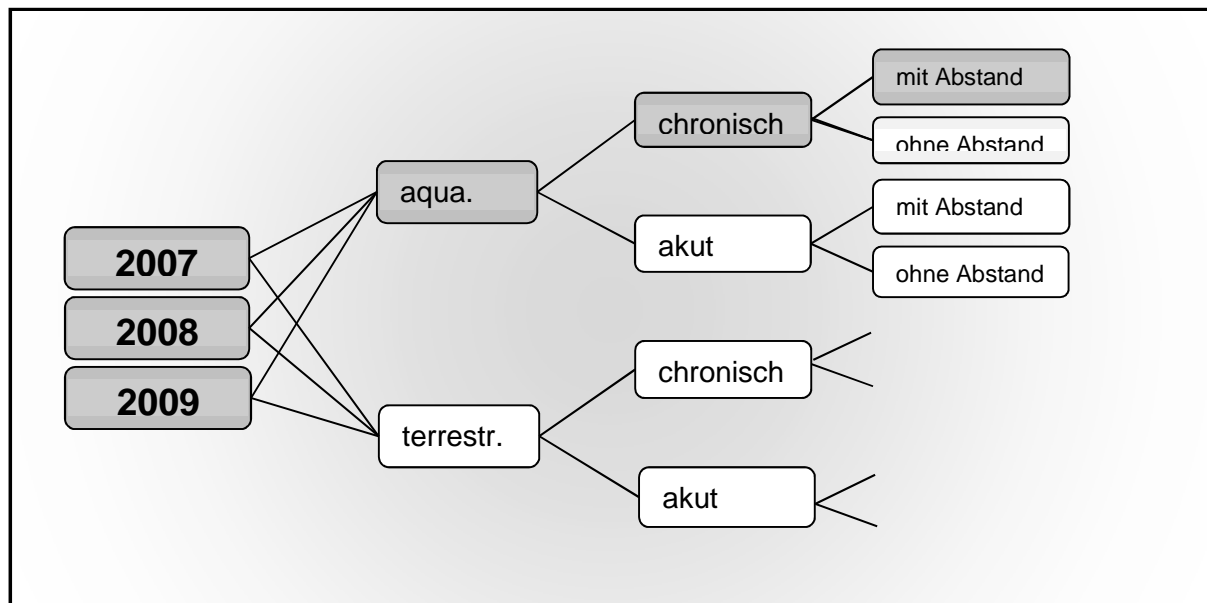 2007
2008
2009
aqua.
terrestr.
chronisch
akut
chronisch
akut
mit Abstand
ohne Abstand
mit Abstand
ohne Abstand